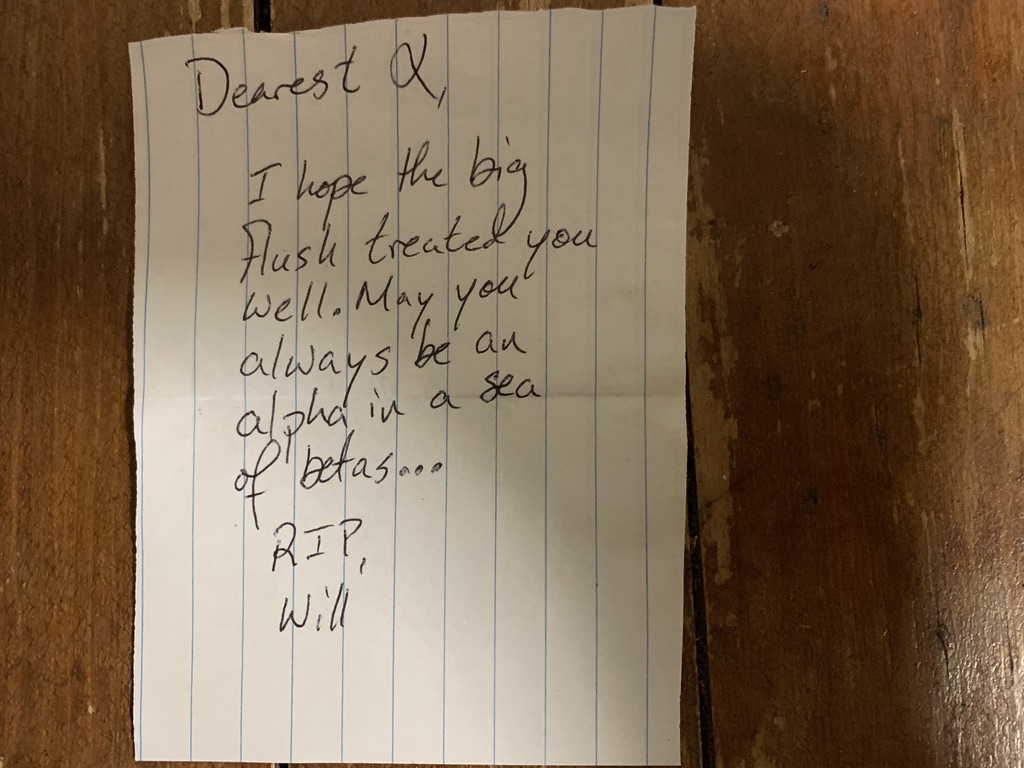 Dearest Q,
I hope the big
flush treated you
well. May you
always be an
alpha in a sea
of betas...
RIP,
Will